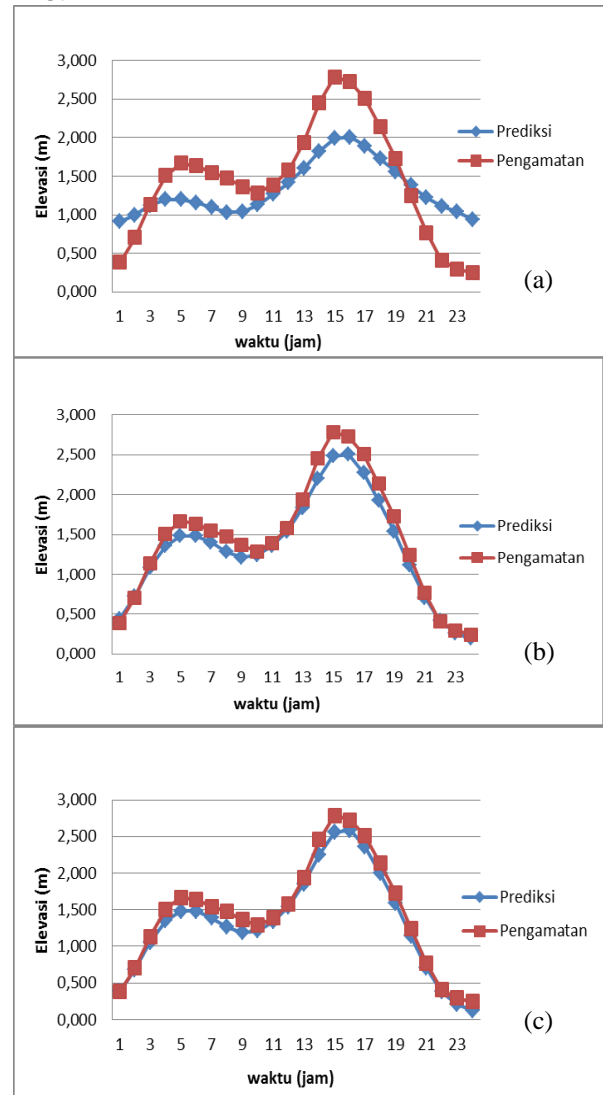 3,000
2,500
2,000
1,500
1,000
0,500
0,000
Elevasi (m)
1 3 5 7 9 11 13 15 17 19 21 23
waktu (jam)
Prediksi
Pengamatan
(a)
3,000
2,500
2,000
1,500
1,000
0,500
0,000
Elevasi (m)
1 3 5 7 9 11 13 15 17 19 21 23
waktu (jam)
Prediksi
Pengamatan
(b)
3,000
2,500
2,000
1,500
1,000
0,500
0,000
Elevasi (m)
1 3 5 7 9 11 13 15 17 19 21 23
waktu (jam)
Prediksi
Pengamatan
(c)